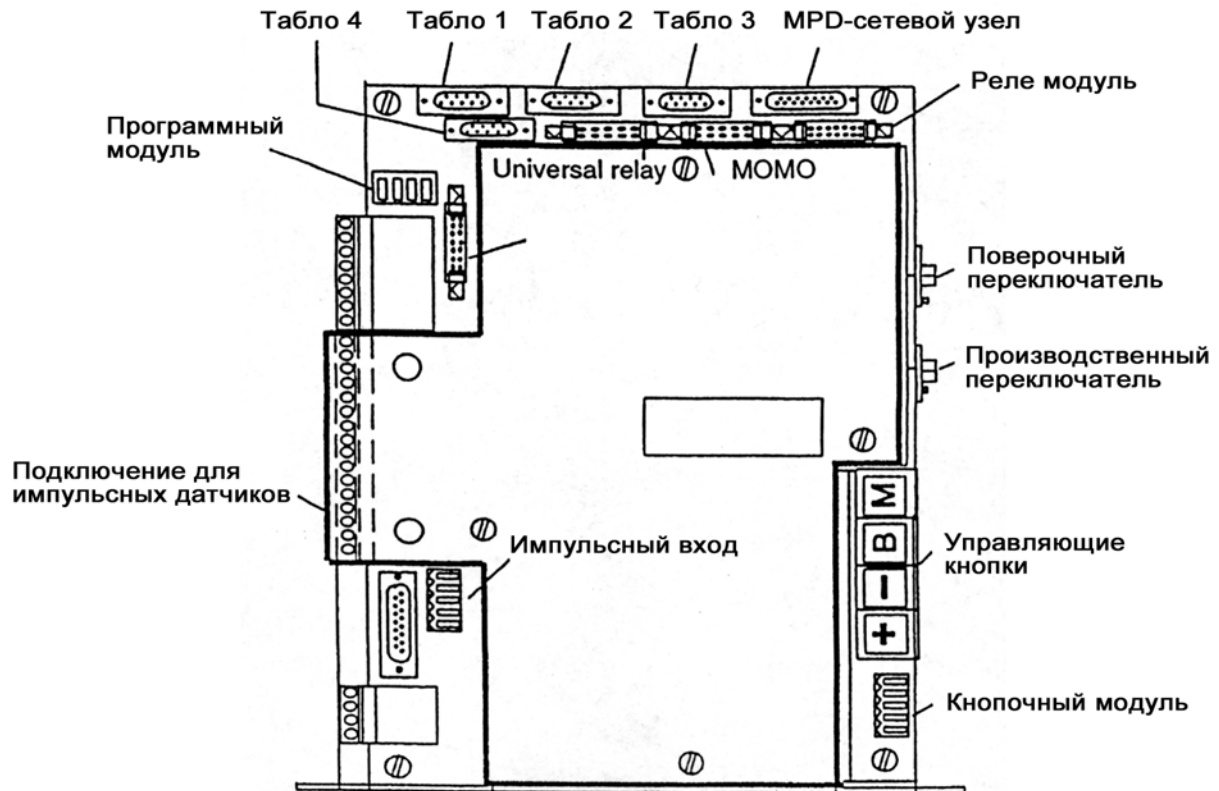 Табло 4 Табло 1 Табло 2 Табло 3 MPD-сетевой узел
Реле модуль
Программный
модуль
Universal relay MOMO
Поверочный
переключатель
Производственный
переключатель
Подключение для
импульсных датчиков
Импульсный вход
M
B
Управляющие
кнопки
−
+
Кнопочный модуль